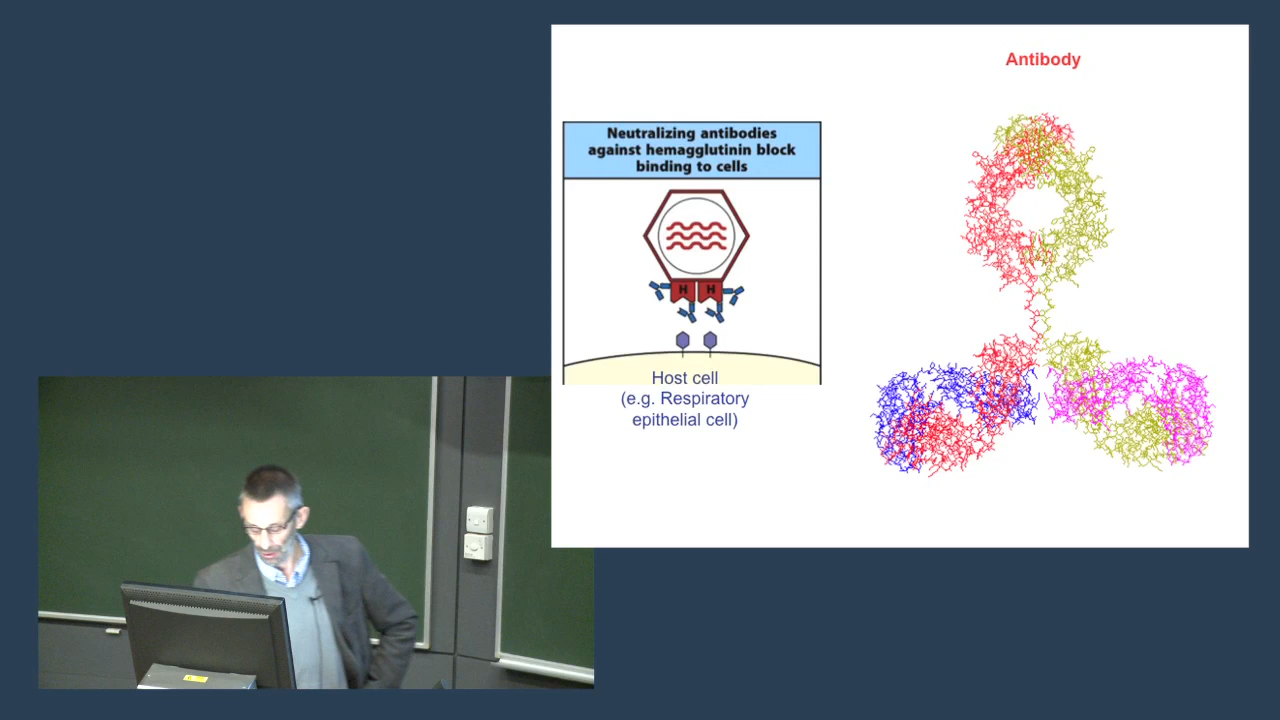 Antibody
Neutralizing antibodies
against hemagglutinin block
binding to cells
H
H
Host cell
(e.g. Respiratory
epithelial cell)